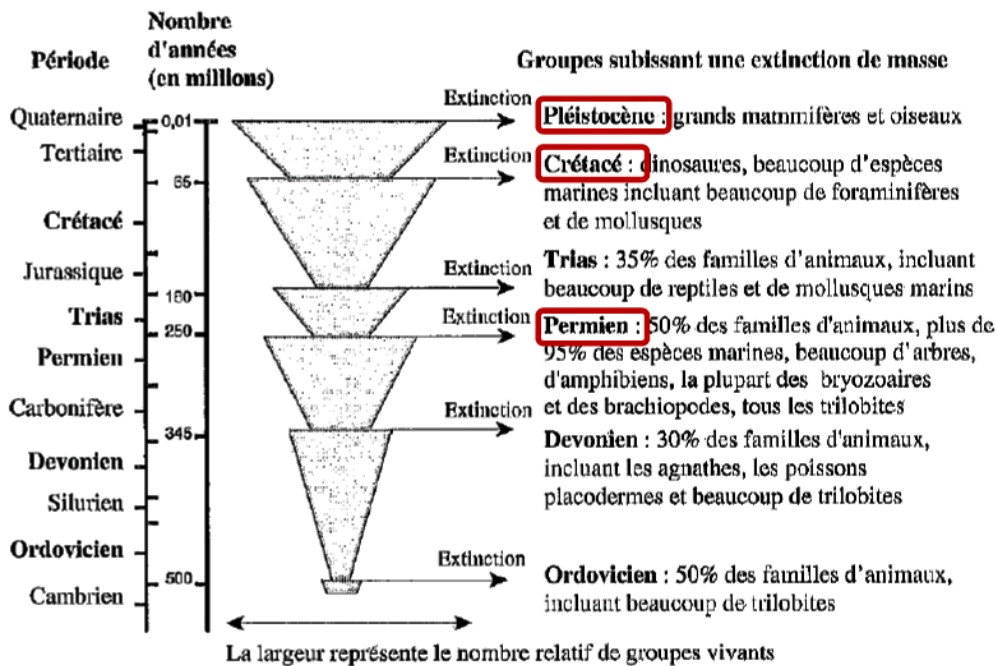 Période
Nombre
d'années
(en millions)
Groupes subissant une extinction de masse
Quaternaire
Tertiaire
Crétacé
Jurassique
Trias
Permien
Carbonifère
Devonien
Silurien
Ordovicien
Cambrien
0,01
65
180
250
345
500
Extinction
Pléistocène : grands mammifères et oiseaux
Extinction
Crétacé : dinosaures, beaucoup d'espèces
marines incluant beaucoup de foraminifères
et de mollusques
Extinction
Trias : 35% des familles d'animaux, incluant
beaucoup de reptiles et de mollusques marins
Extinction
Permien : 50% des familles d'animaux, plus de
95% des espèces marines, beaucoup d'arbres,
d'amphibiens, la plupart des bryozoaires
et des brachiopodes, tous les trilobites
Extinction
Devonien : 30% des familles d'animaux,
incluant les agnathes, les poissons
placodermes et beaucoup de trilobites
Extinction
Ordovicien : 50% des familles d'animaux,
incluant beaucoup de trilobites
La largeur représente le nombre relatif de groupes vivants